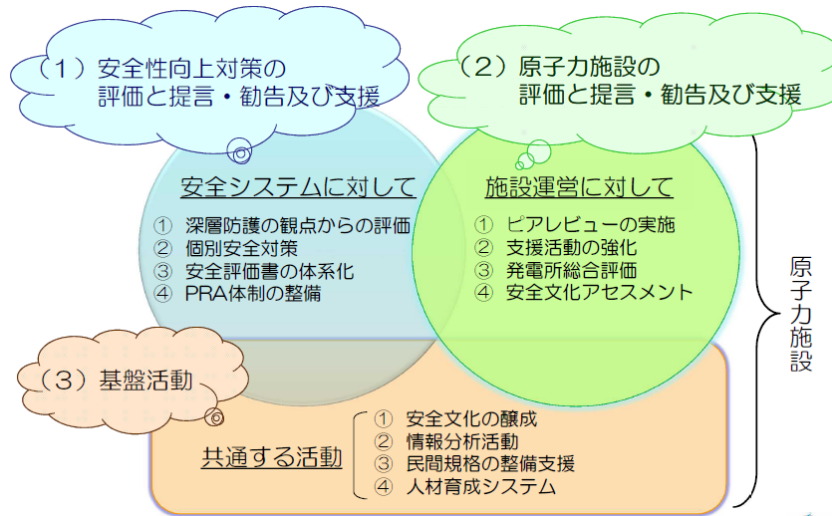 （１）安全性向上対策の
評価と提言・勧告及び支援
（２）原子力施設の
評価と提言・勧告及び支援
安全システムに対して
① 深層防護の観点からの評価
② 個別安全対策
③ 安全評価書の体系化
④ PRA体制の整備
施設運営に対して
① ピアレビューの実施
② 支援活動の強化
③ 発電所総合評価
④ 安全文化アセスメント
原子力施設
（３）基盤活動
共通する活動
① 安全文化の醸成
② 情報分析活動
③ 民間規格の整備支援
④ 人材育成システム